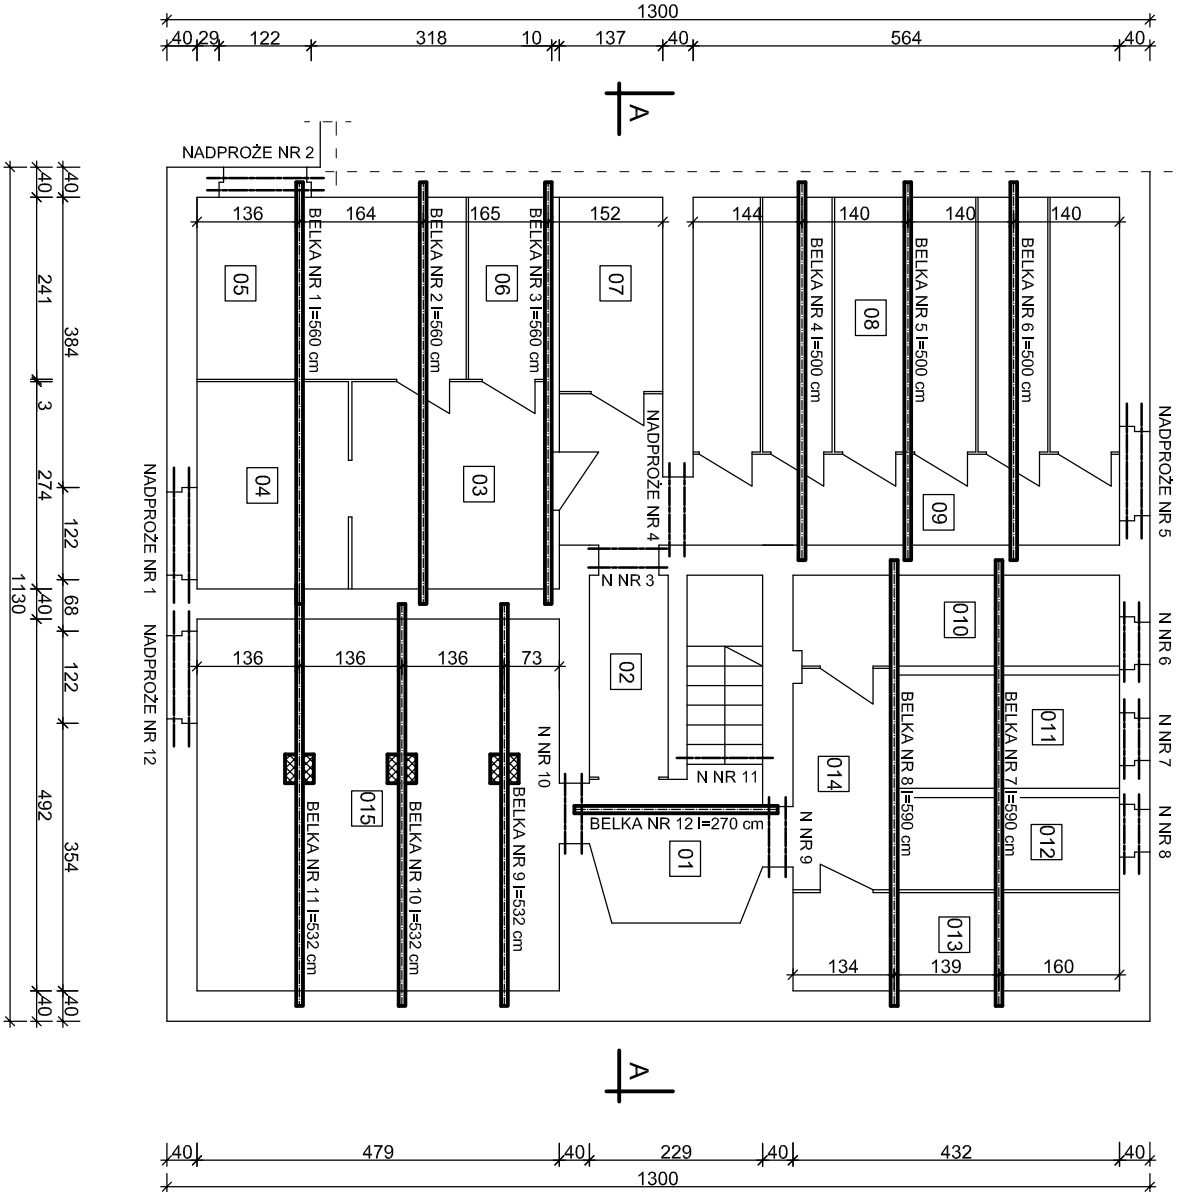 1300
40 29 122 318 10 137 40 564 40
A
NADPROŻE NR 2
136 164 165 152 144 140 140 140
BELKA NR 1 l=560 cm
BELKA NR 2 l=560 cm
BELKA NR 3 l=560 cm
BELKA NR 4 l=500 cm
BELKA NR 5 l=500 cm
BELKA NR 6 l=500 cm
05
06
07
08
04
03
09
NADPROŻE NR 4
NADPROŻE NR 5
NADPROŻE NR 1
NADPROŻE NR 12
N NR 3
02
010
N NR 6
136 136 136 73
N NR 10
N NR 11
011
N NR 7
014
015
BELKA NR 7 l=590 cm
BELKA NR 8 l=590 cm
BELKA NR 9 l=532 cm
BELKA NR 10 l=532 cm
BELKA NR 11 l=532 cm
BELKA NR 12 l=270 cm
01
N NR 9
012
N NR 8
013
134 139 160
A
40 479 40 229 40 432 40
1300
1130
40 241 3 274 40 492 40
40 384 122 68 122 354 40